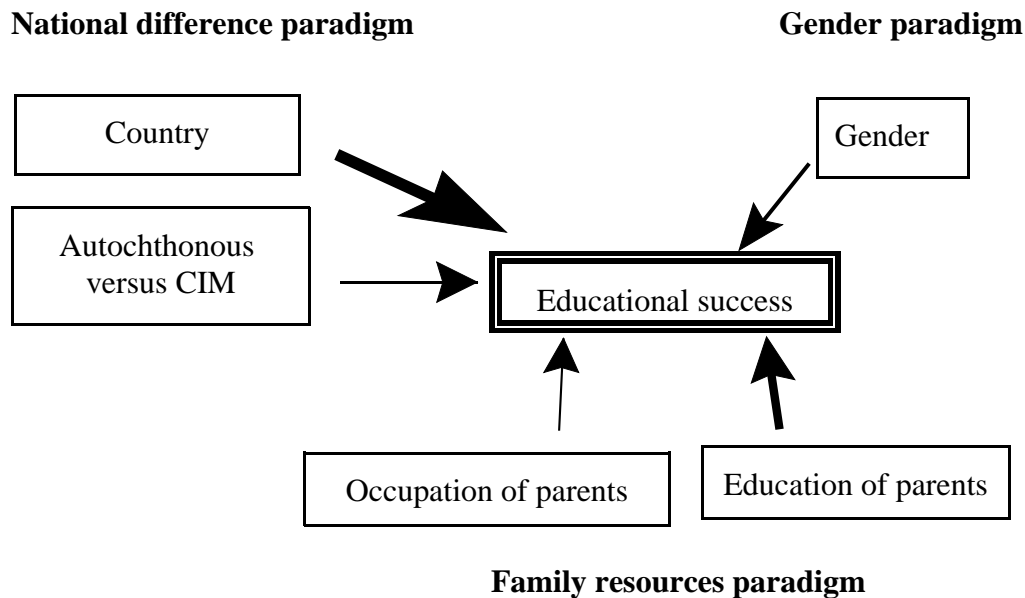 National difference paradigm
Gender paradigm
Country
Gender
Autochthonous
versus CIM
Educational success
Occupation of parents
Education of parents
Family resources paradigm